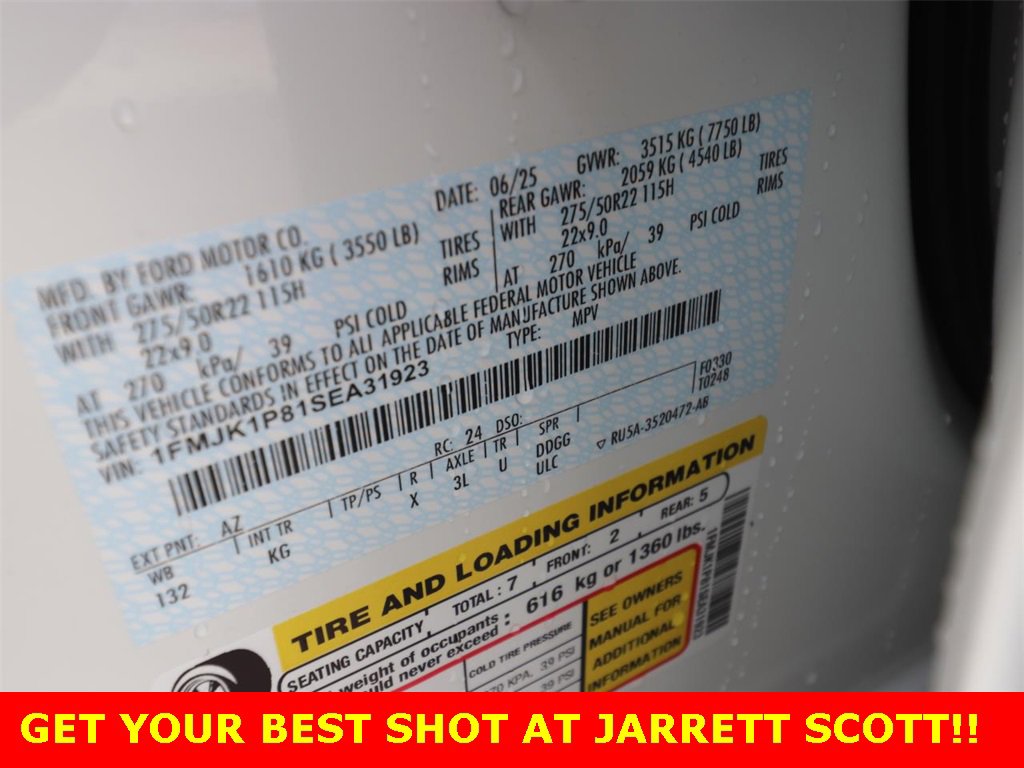 MFD. BY FORD MOTOR CO.
DATE: 06/25 GVWR: 3515 KG ( 7750 LB)
FRONT GAWR: 1610 KG ( 3550 LB)
REAR GAWR: 2059 KG ( 4540 LB)
WITH 275/50R22 115H TIRES
WITH 275/50R22 115H TIRES
22x9.0 RIMS
22x9.0 RIMS
AT 270 kPa/ 39 PSI COLD
AT 270 kPa/ 39 PSI COLD
THIS VEHICLE CONFORMS TO ALL APPLICABLE FEDERAL MOTOR VEHICLE
SAFETY STANDARDS IN EFFECT ON THE DATE OF MANUFACTURE SHOWN ABOVE.
VIN: 1FMJK1P81SEA31923 TYPE: MPV
F0330
T0248
EXT PNT: AZ RC: 24 DSO:
WB INT TR TP/PS R AXLE TR SPR
132 KG X 3L U DDGG
ULC
RU5A-3520472-AB
TIRE AND LOADING INFORMATION
SEATING CAPACITY TOTAL: 7 FRONT: 2 REAR: 5
weight of occupants
never exceed : 616 kg or 1360 lbs.
COLD TIRE PRESSURE
KPA, 39 PSI
39 PSI
SEE OWNERS
MANUAL FOR
ADDITIONAL
INFORMATION
GET YOUR BEST SHOT AT JARRETT SCOTT!!